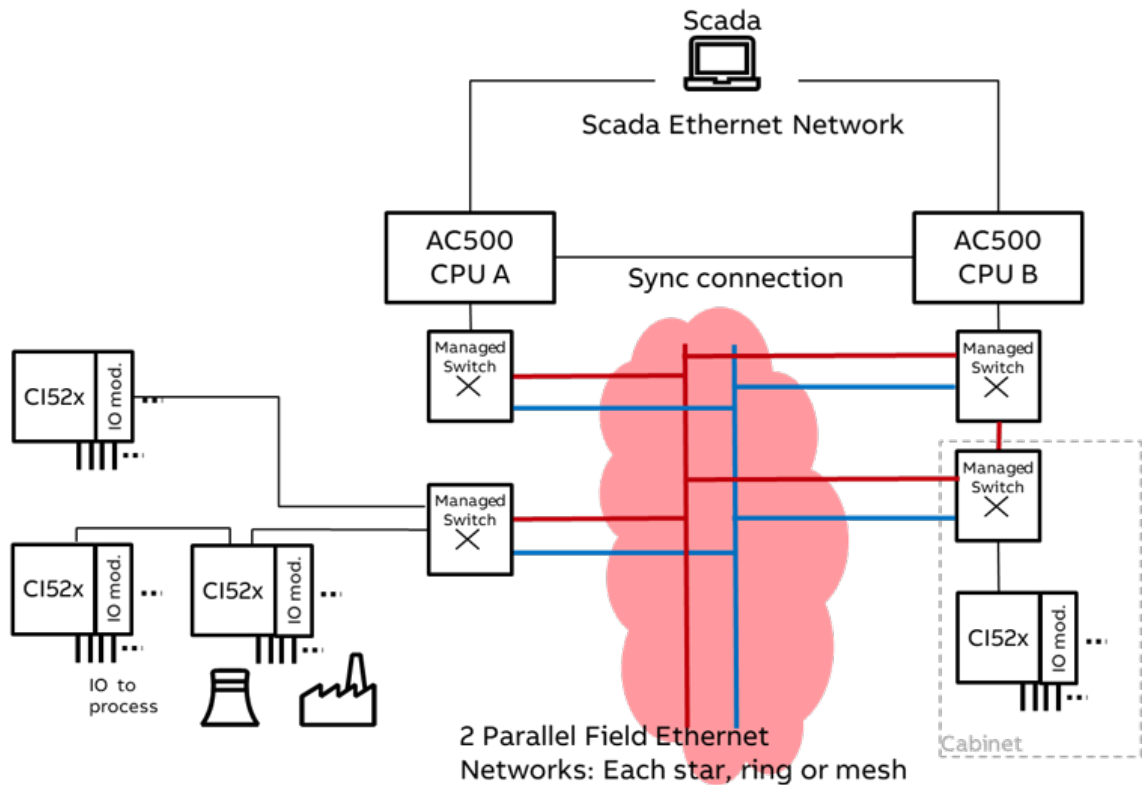 Scada
Scada Ethernet Network
AC500
CPU A
AC500
CPU B
Sync connection
Managed
Switch
Managed
Switch
CI52x
IO mod.
Managed
Switch
Managed
Switch
CI52x
IO mod.
CI52x
IO mod.
CI52x
IO mod.
IO to
process
2 Parallel Field Ethernet
Networks: Each star, ring or mesh
Cabinet